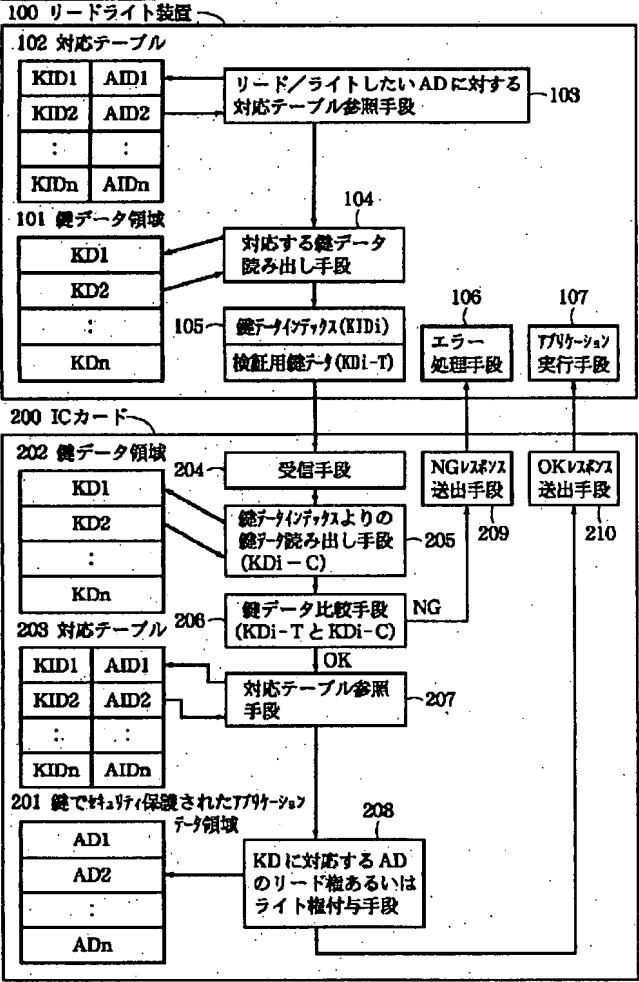 100 リードライト装置
102 対応テーブル
KID1 AID1
KID2 AID2
: :
KIDn AIDn
リード／ライトしたいADに対する
対応テーブル参照手段
103
101 鍵データ領域
KD1
KD2
:
KDn
104
対応する鍵データ
読み出し手段
105
鍵データインデックス(KIDi)
検証用鍵データ(KDi-T)
106
エラー
処理手段
107
アプリケーション
実行手段
200 ICカード
202 鍵データ領域
KD1
KD2
:
KDn
204
受信手段
鍵データインデックスよりの
鍵データ読み出し手段
(KDi－C)
205
NGレスポンス
送出手段
209
OKレスポンス
送出手段
210
206
鍵データ比較手段
(KDi-TとKDi-C)
NG
OK
203 対応テーブル
KID1 AID1
KID2 AID2
: :
KIDn AIDn
対応テーブル参照
手段
207
201 鍵でセキュリティ保護されたアプリケーション
データ領域
AD1
AD2
:
ADn
208
KDに対応するAD
のリード権あるいは
ライト権付与手段